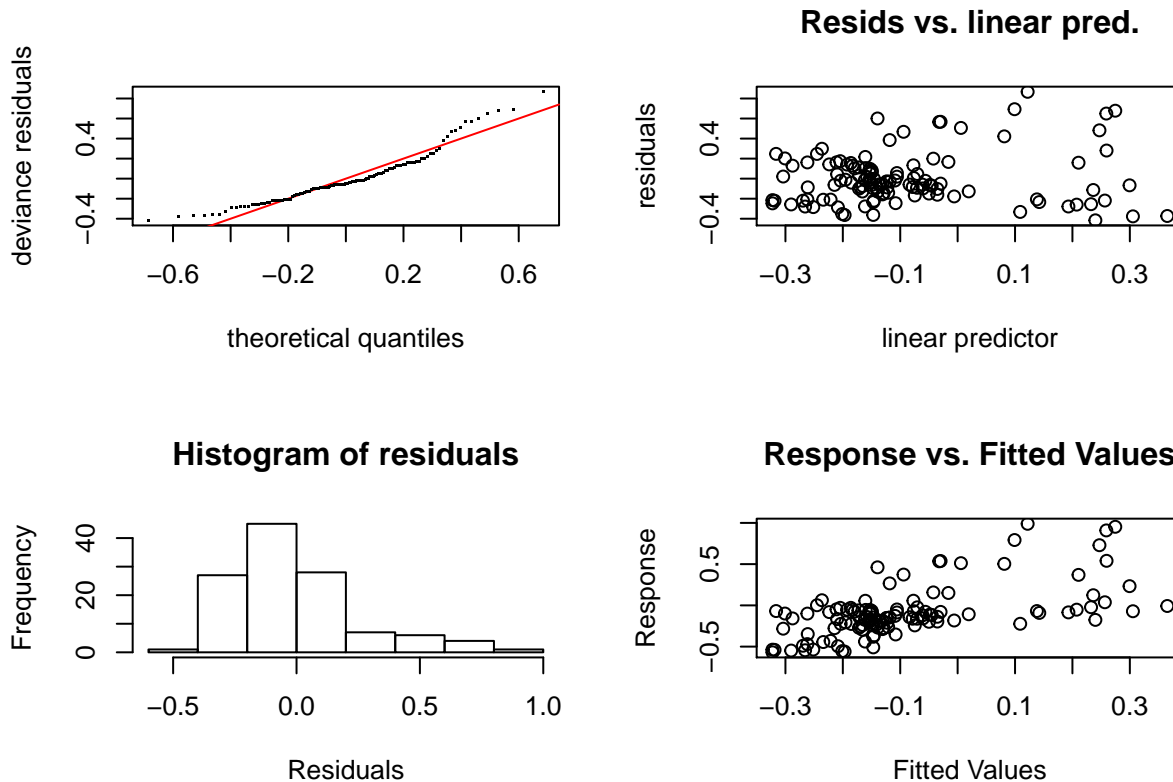 deviance residuals
−0.4
0.4
−0.6
−0.2
0.2
0.6
theoretical quantiles
Resids vs. linear pred.
residuals
−0.4
0.4
−0.3
−0.1
0.1
0.3
linear predictor
Histogram of residuals
Frequency
0
20
40
−0.5
0.0
0.5
1.0
Residuals
Response vs. Fitted Values
Response
−0.5
0.5
−0.3
−0.1
0.1
0.3
Fitted Values